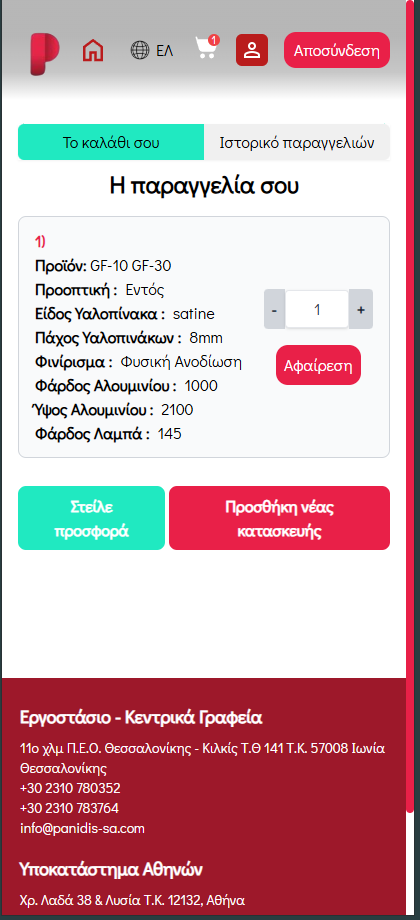 ΕΛ
1
Αποσύνδεση
Το καλάθι σου
Ιστορικό παραγγελιών
Η παραγγελία σου
1)
Προϊόν: GF-10 GF-30
Προοπτική : Εντός
Είδος Υαλοπίνακα : satine
Πάχος Υαλοπινάκων : 8mm
Φινίρισμα : Φυσική Ανοδίωση
Φάρδος Αλουμινίου : 1000
Ύψος Αλουμινίου : 2100
Φάρδος Λαμπά : 145
- 1 +
Αφαίρεση
Στείλε
προσφορά
Προσθήκη νέας
κατασκευής
Εργοστάσιο - Κεντρικά Γραφεία
11ο χλμ Π.Ε.Ο. Θεσσαλονίκης - Κιλκίς Τ.Θ 141 Τ.Κ. 57008 Ιωνία
Θεσσαλονίκης
+30 2310 780352
+30 2310 783764
info@panidis-sa.com
Υποκατάστημα Αθηνών
Χρ. Λαδά 38 & Λυσία Τ.Κ. 12132, Αθήνα